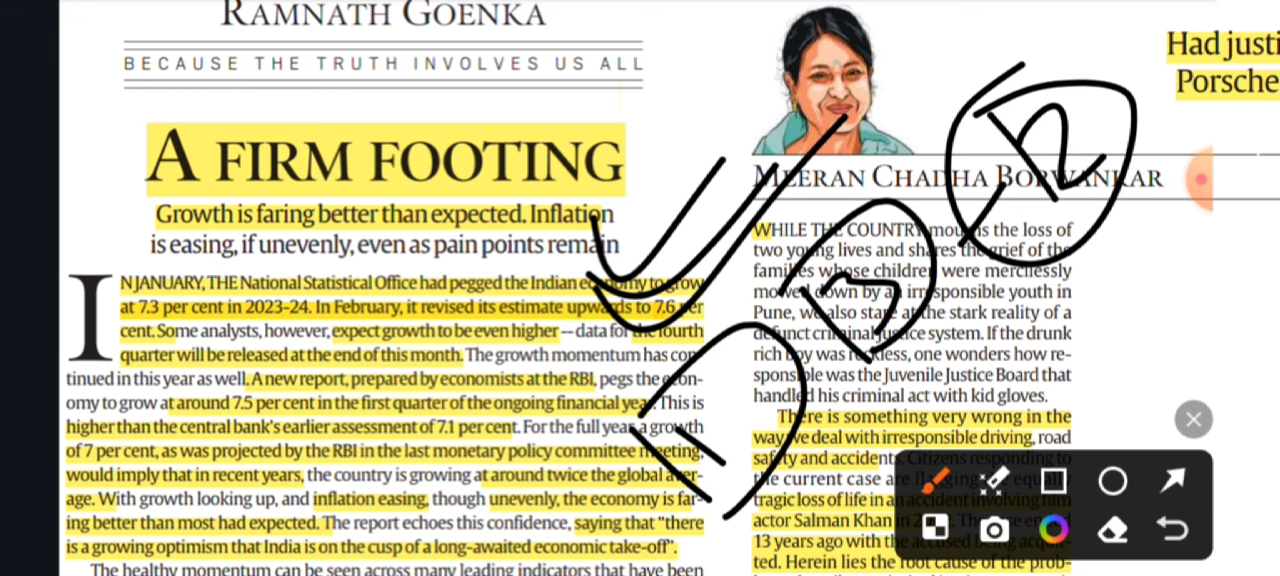 RAMNATH GOENKA
BECAUSE THE TRUTH INVOLVES US ALL
A FIRM FOOTING
Growth is faring better than expected. Inflation
is easing, if unevenly, even as pain points remain
IN JANUARY, THE National Statistical Office had pegged the Indian economy to grow
at 7.3 per cent in 2023-24. In February, it revised its estimate upwards to 7.6 per
cent. Some analysts, however, expect growth to be even higher — data for the fourth
quarter will be released at the end of this month. The growth momentum has con-
tinued in this year as well. A new report, prepared by economists at the RBI, pegs the econ-
omy to grow at around 7.5 per cent in the first quarter of the ongoing financial year. This is
higher than the central bank's earlier assessment of 7.1 per cent. For the full year, a growth
of 7 per cent, as was projected by the RBI in the last monetary policy committee meeting,
would imply that in recent years, the country is growing at around twice the global aver-
age. With growth looking up, and inflation easing, though unevenly, the economy is far-
ing better than most had expected. The report echoes this confidence, saying that "there
is a growing optimism that India is on the cusp of a long-awaited economic take-off".
The healthy momentum can be seen across many leading indicators that have been
MEERAN CHADHA BORWANKAR
WHILE THE COUNTRY mourns the loss of
two young lives and shares the grief of the
families whose children were mercilessly
mowed down by an irresponsible youth in
Pune, we also stare at the stark reality of a
defunct criminal justice system. If the drunk
rich boy was reckless, one wonders how re-
sponsible was the Juvenile Justice Board that
handled his criminal act with kid gloves.
There is something very wrong in the
way we deal with irresponsible driving, road
safety and accidents. Citizens responding to
the current case are flagging the equally
tragic loss of life in an accident involving film
actor Salman Khan in
13 years ago with the accused being acquit-
ted. Herein lies the root cause of the prob-
Had justi
Porsche